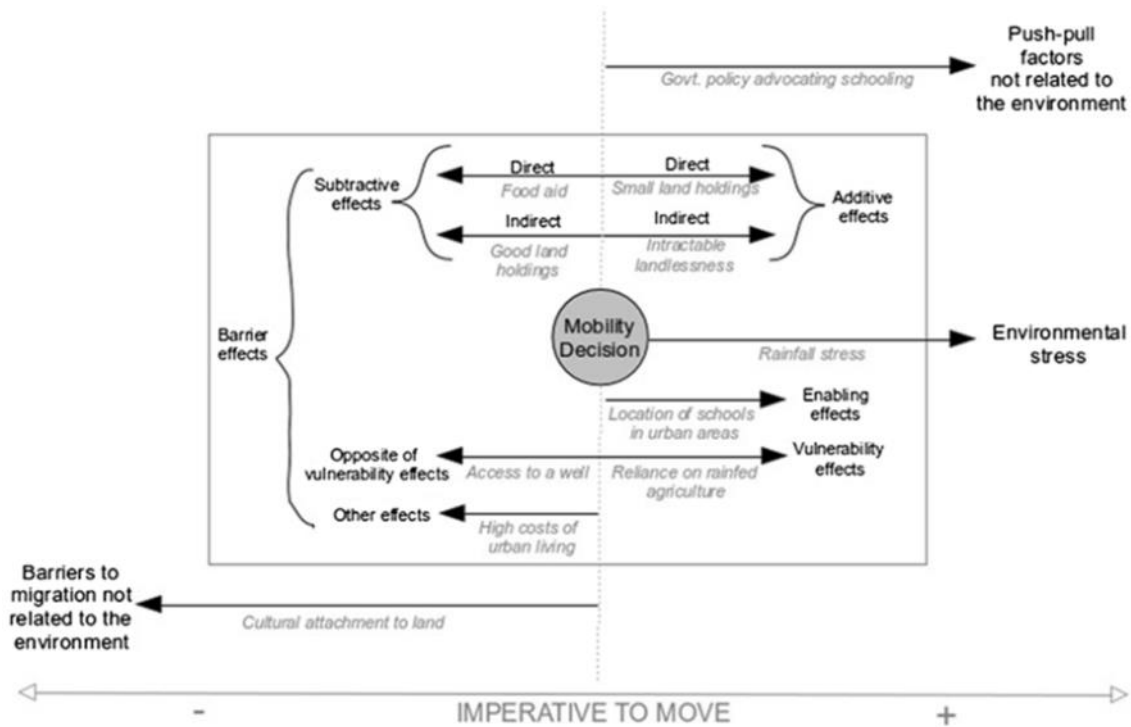 Push-pull
factors
not related to
the environment
Govt. policy advocating schooling
Subtractive
effects
Direct
Food aid
Direct
Small land holdings
Indirect
Good land
holdings
Indirect
Intractable
landlessness
Additive
effects
Barrier
effects
Mobility
Decision
Rainfall stress
Environmental
stress
Location of schools
in urban areas
Enabling
effects
Opposite of
vulnerability effects
Access to a well
Reliance on rainfed
agriculture
Vulnerability
effects
Other effects
High costs of
urban living
Barriers to
migration not
related to the
environment
Cultural attachment to land
-
IMPERATIVE TO MOVE
+